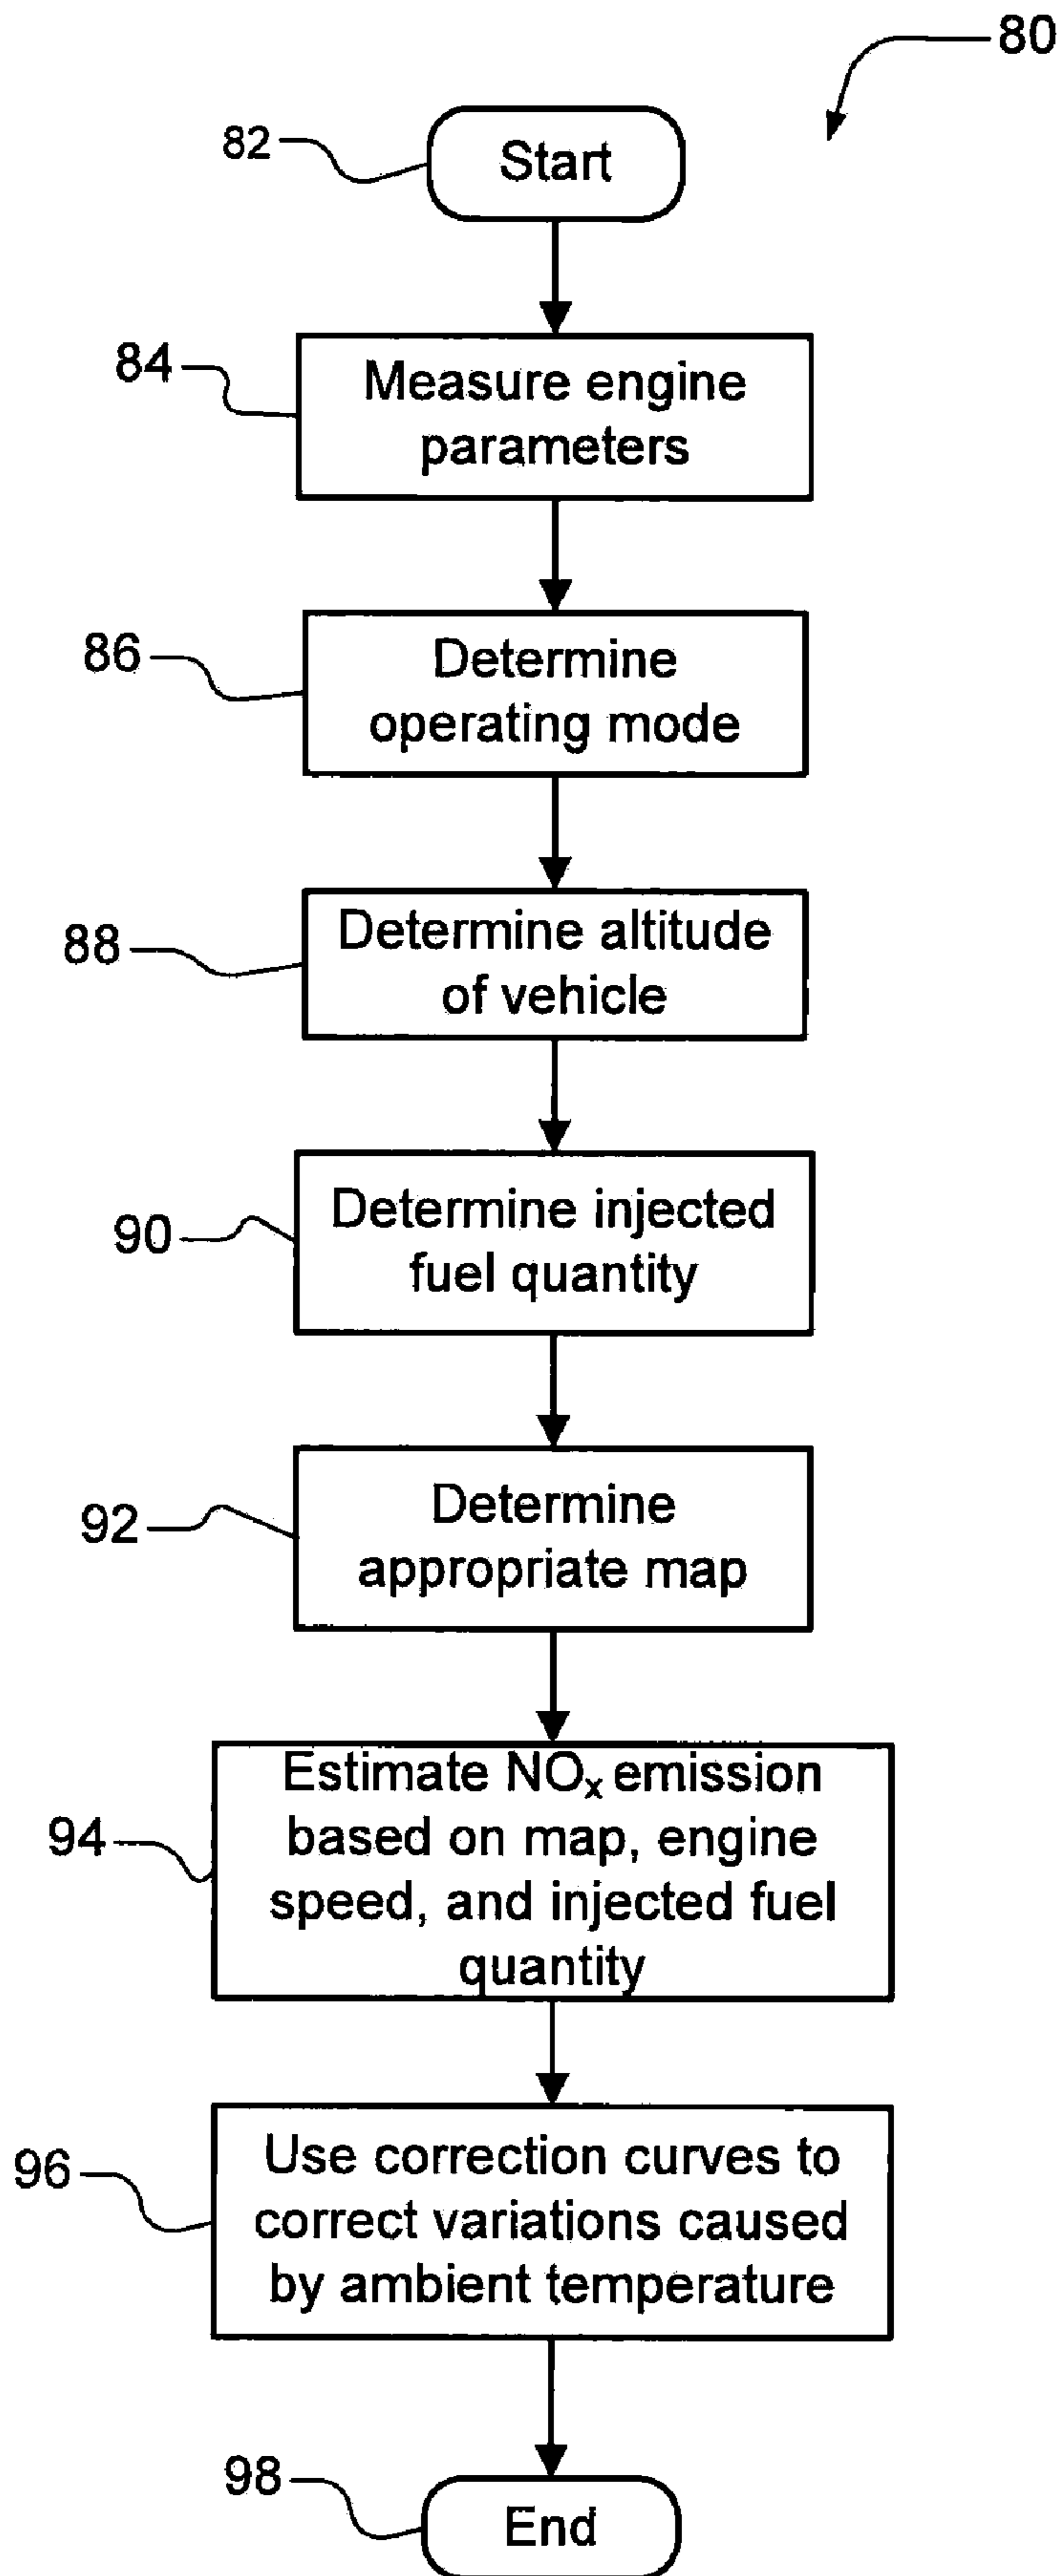 80
82
Start
84
Measure engine
parameters
86
Determine
operating mode
88
Determine altitude
of vehicle
90
Determine injected
fuel quantity
92
Determine
appropriate map
94
Estimate NOₓ emission
based on map, engine
speed, and injected fuel
quantity
96
Use correction curves to
correct variations caused
by ambient temperature
98
End